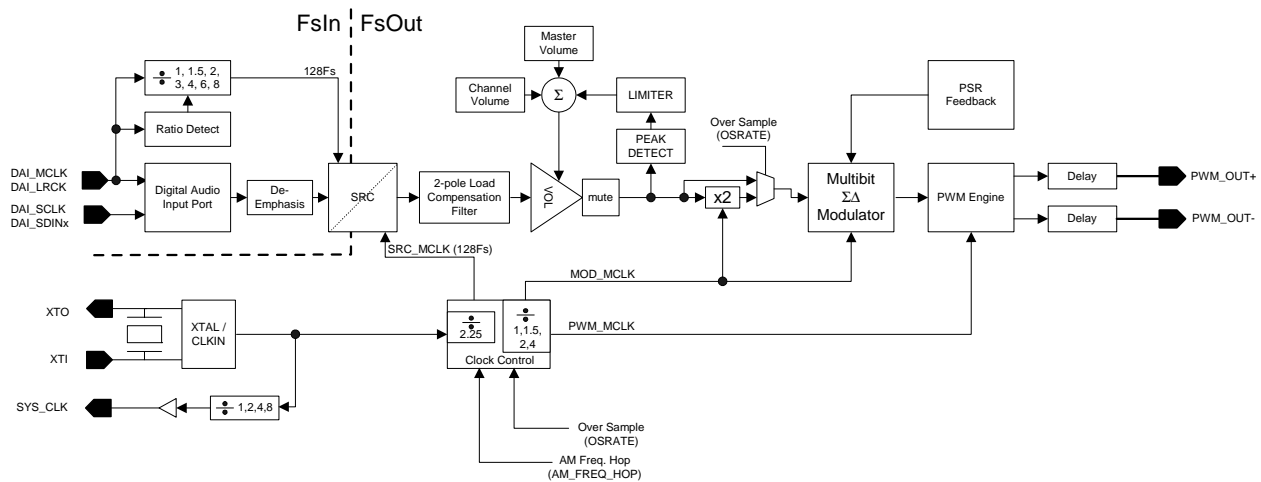 FsIn
FsOut
÷ 1, 1.5, 2,
3, 4, 6, 8
128Fs
Ratio Detect
DAI_MCLK
DAI_LRCK
DAI_SCLK
DAI_SDINx
Digital Audio
Input Port
De-
Emphasis
SRC
2-pole Load
Compensation
Filter
Master
Volume
Channel
Volume
Σ
LIMITER
PEAK
DETECT
VOL
mute
Over Sample
(OSRATE)
x2
PSR
Feedback
Multibit
ΣΔ
Modulator
PWM Engine
Delay
Delay
PWM_OUT+
PWM_OUT-
SRC_MCLK (128Fs)
MOD_MCLK
PWM_MCLK
XTO
XTI
XTAL /
CLKIN
÷
2.25
÷
1,1.5,
2,4
Clock Control
SYS_CLK
÷ 1,2,4,8
Over Sample
(OSRATE)
AM Freq. Hop
(AM_FREQ_HOP)